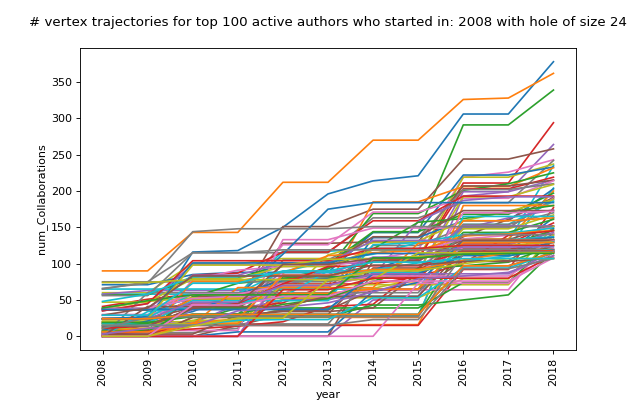 # vertex trajectories for top 100 active authors who started in: 2008 with hole of size 24
350
300
250
200
150
100
50
0
num_Collaborations
2008 2009 2010 2011 2012 2013 2014 2015 2016 2017 2018
year